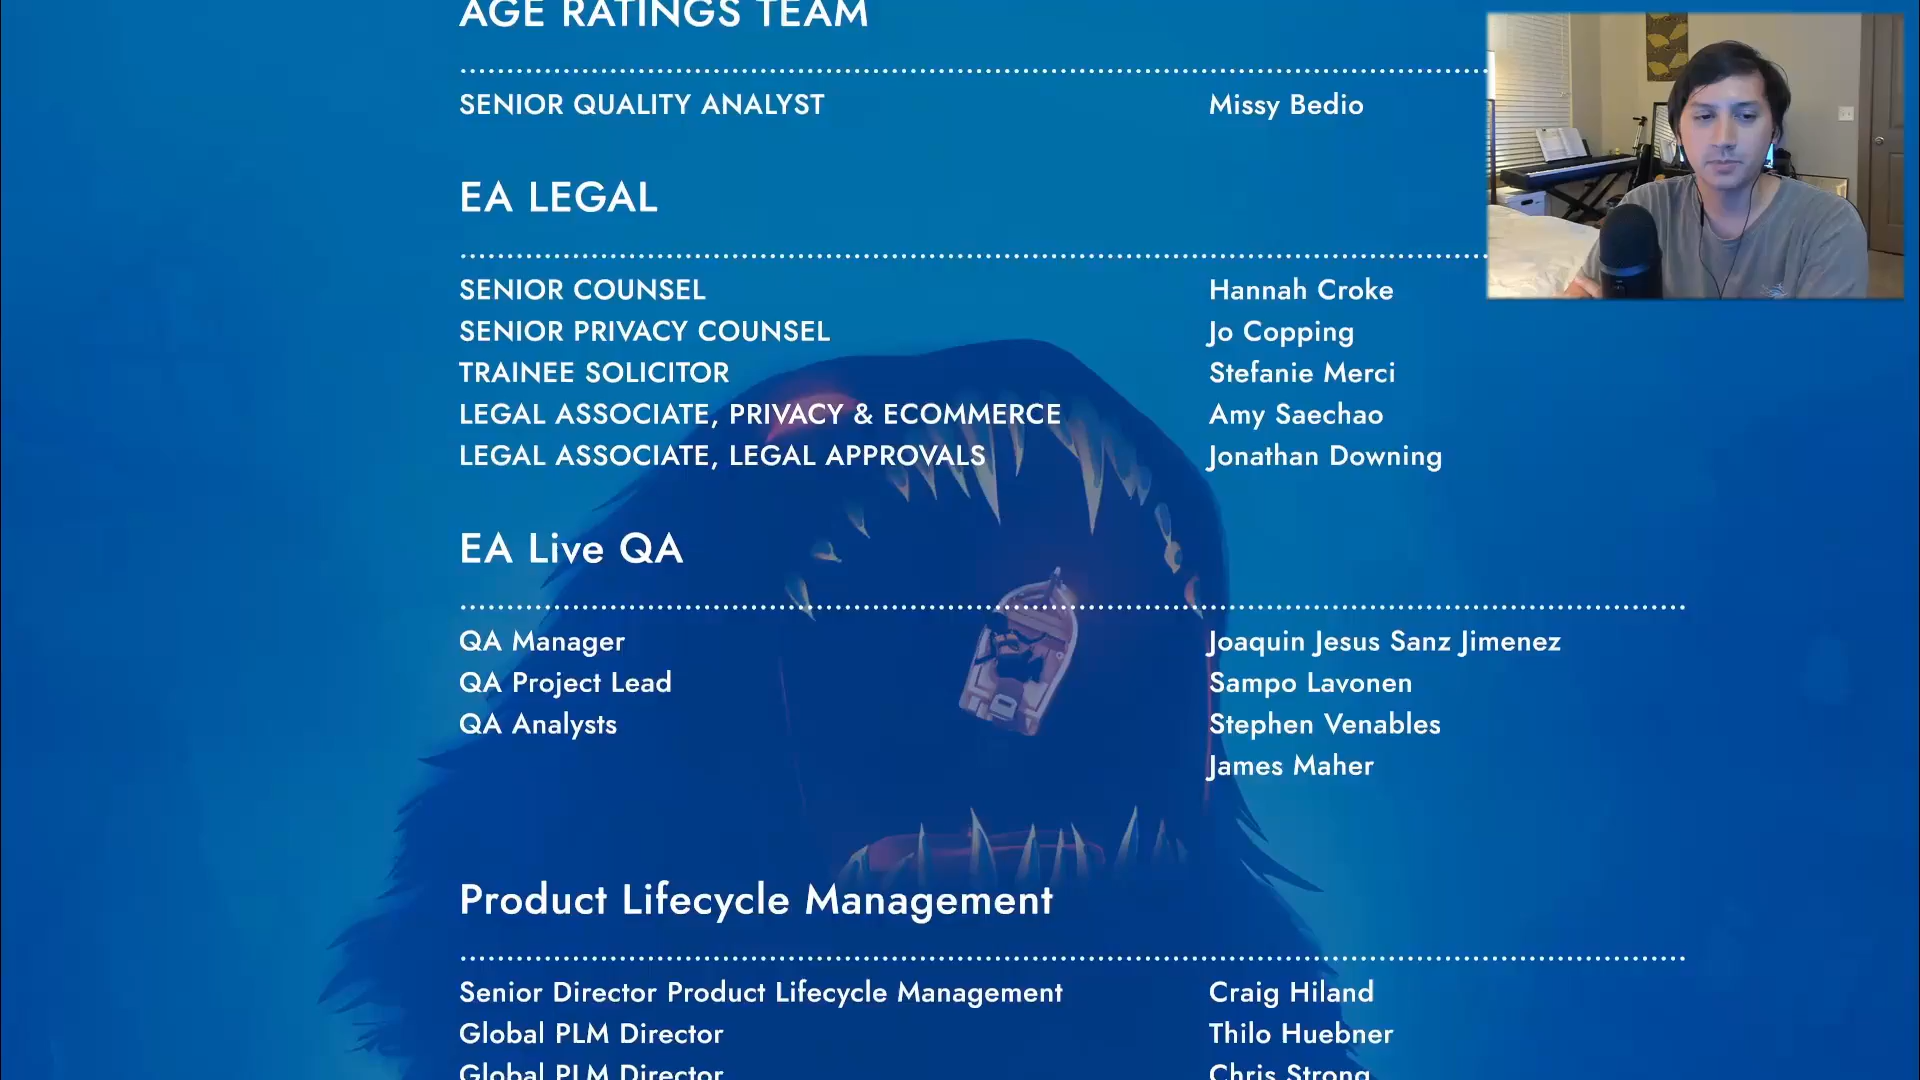 AGE RATINGS TEAM
SENIOR QUALITY ANALYST Missy Bedio
EA LEGAL
SENIOR COUNSEL Hannah Croke
SENIOR PRIVACY COUNSEL Jo Copping
TRAINEE SOLICITOR Stefanie Merci
LEGAL ASSOCIATE, PRIVACY & ECOMMERCE Amy Saechao
LEGAL ASSOCIATE, LEGAL APPROVALS Jonathan Downing
EA Live QA
QA Manager Joaquin Jesus Sanz Jimenez
QA Project Lead Sampo Lavonen
QA Analysts Stephen Venables
James Maher
Product Lifecycle Management
Senior Director Product Lifecycle Management Craig Hiland
Global PLM Director Thilo Huebner
Global PLM Director Chris Strong